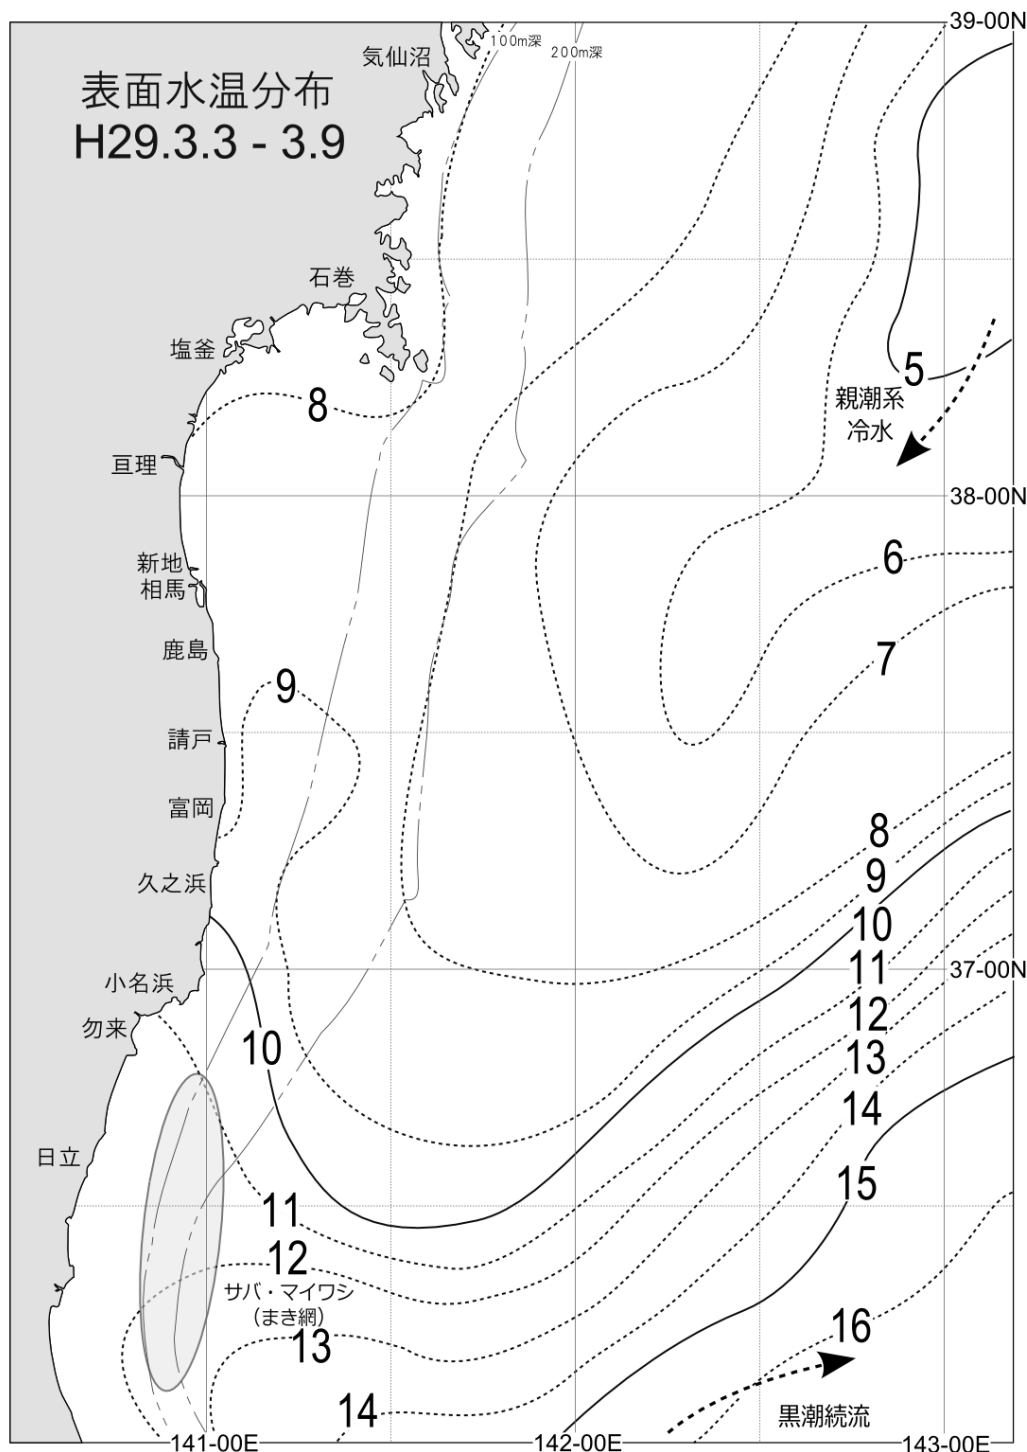 39-00N
100m深
200m深
気仙沼
表面水温分布
H29.3.3 - 3.9
石巻
塩釜
5
親潮系
冷水
8
亘理
38-00N
新地
相馬
6
鹿島
7
9
請戸
富岡
8
久之浜
9
10
11
37-00N
小名浜
12
勿来
10
13
14
日立
15
11
12
サバ・マイワシ
(まき網)
16
13
14
黒潮続流
141-00E
142-00E
143-00E